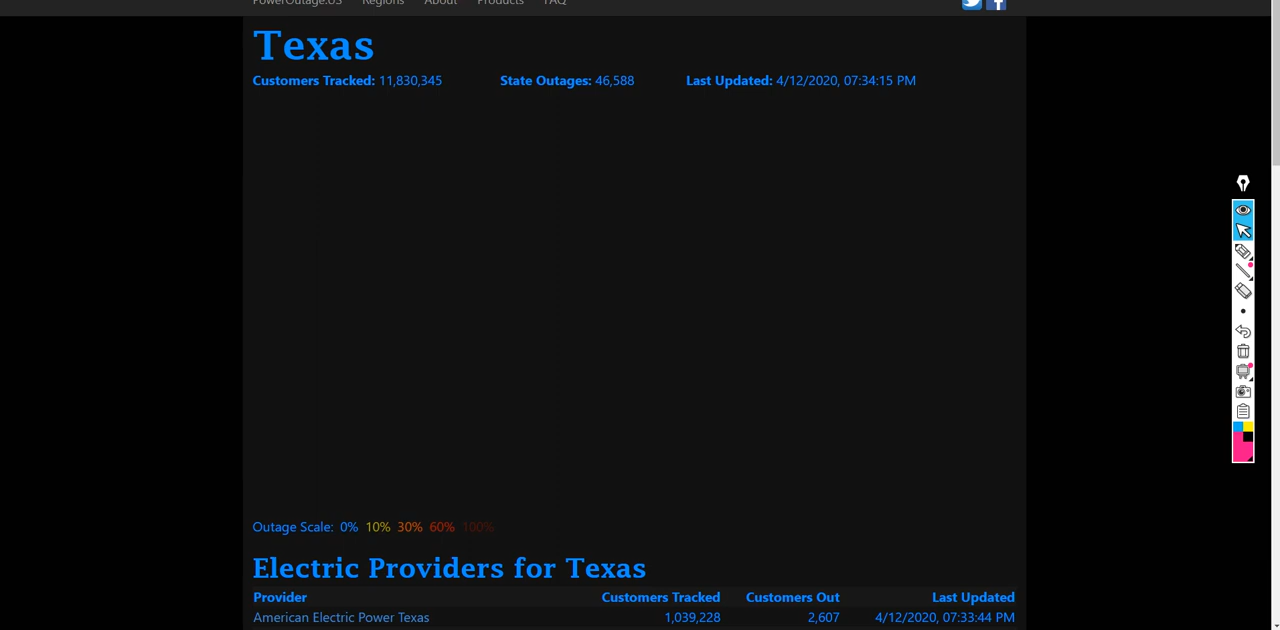 PowerOutage.US Regions About Products FAQ
Texas
Customers Tracked: 11,830,345 State Outages: 46,588 Last Updated: 4/12/2020, 07:34:15 PM
Outage Scale: 0% 10% 30% 60% 100%
Electric Providers for Texas
Provider Customers Tracked Customers Out Last Updated
American Electric Power Texas 1,039,228 2,607 4/12/2020, 07:33:44 PM